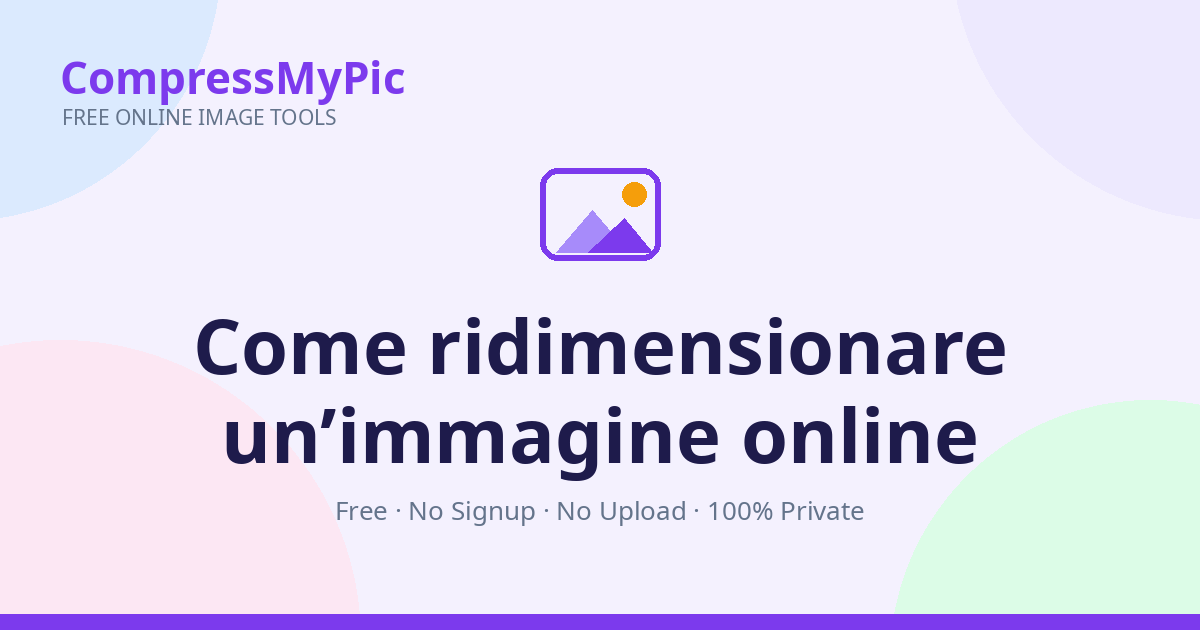 CompressMyPic
FREE ONLINE IMAGE TOOLS
Come ridimensionare
un’immagine online
Free · No Signup · No Upload · 100% Private